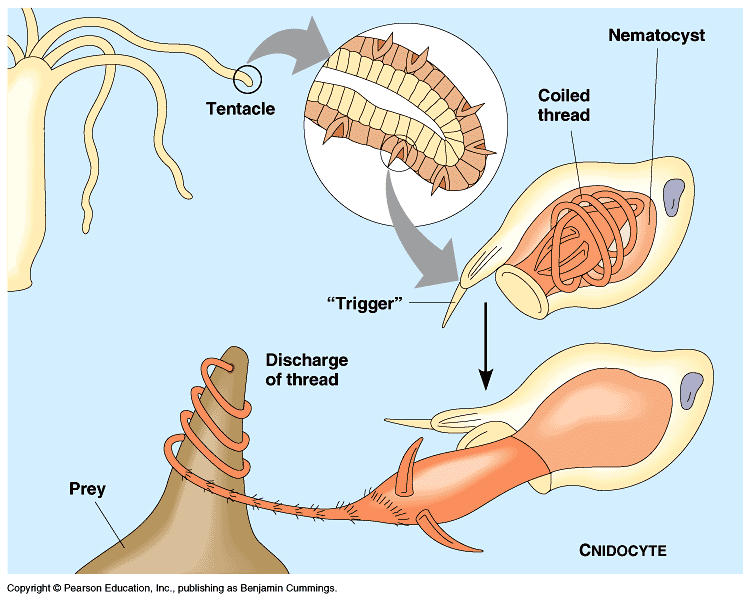 Nematocyst
Tentacle
Coiled
thread
"Trigger"
Discharge
of thread
Prey
CNIDOCYTE
Copyright © Pearson Education, Inc., publishing as Benjamin Cummings.